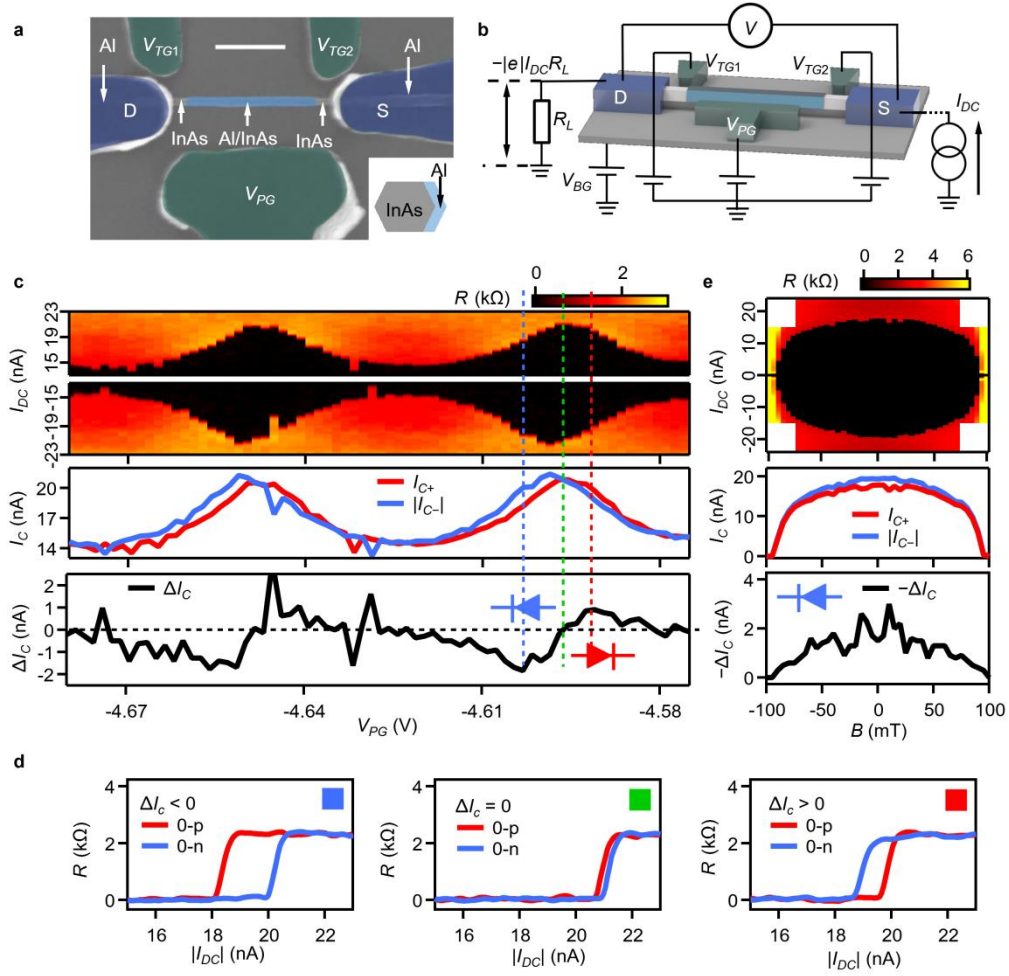 a
V_TG1
V_TG2
Al
Al
D
S
InAs
Al/InAs
InAs
V_PG
Al
InAs
b
V
−|e|I_DC R_L
V_TG1
V_TG2
D
S
I_DC
R_L
V_PG
V_BG
c
0 2
R (kΩ)
I_DC (nA)
23
19
15
-15
-19
-23
I_C (nA)
20
17
14
I_C+
|I_C−|
ΔI_C (nA)
2
1
0
-1
-2
ΔI_C
-4.67 -4.64 -4.61 -4.58
V_PG (V)
e
0 2 4 6
R (kΩ)
I_DC (nA)
20
10
0
-10
-20
I_C (nA)
20
10
0
I_C+
|I_C−|
−ΔI_C (nA)
4
2
0
−ΔI_C
-100 -50 0 50 100
B (mT)
d
R (kΩ)
4
2
0
ΔI_c < 0
0-p
0-n
16 18 20 22
|I_DC| (nA)
R (kΩ)
4
2
0
ΔI_c = 0
0-p
0-n
16 18 20 22
|I_DC| (nA)
R (kΩ)
4
2
0
ΔI_c > 0
0-p
0-n
16 18 20 22
|I_DC| (nA)